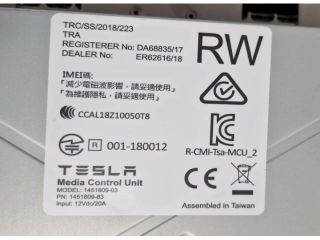 TRC/SS/2018/223
TRA
REGISTERER No: DA68835/17
DEALER No: ER62616/18
RW
IMEI碼:
『減少電磁波影響,請妥適使用』
『為維護隱私,請妥適使用』
CCAL18Z10050T8
R 001-180012
R-CMI-Tsa-MCU_2
TESLA
Media Control Unit
Model: 1451809-03
PN: 1451809-83
Input: 12Vdc/20A
Assembled in Taiwan